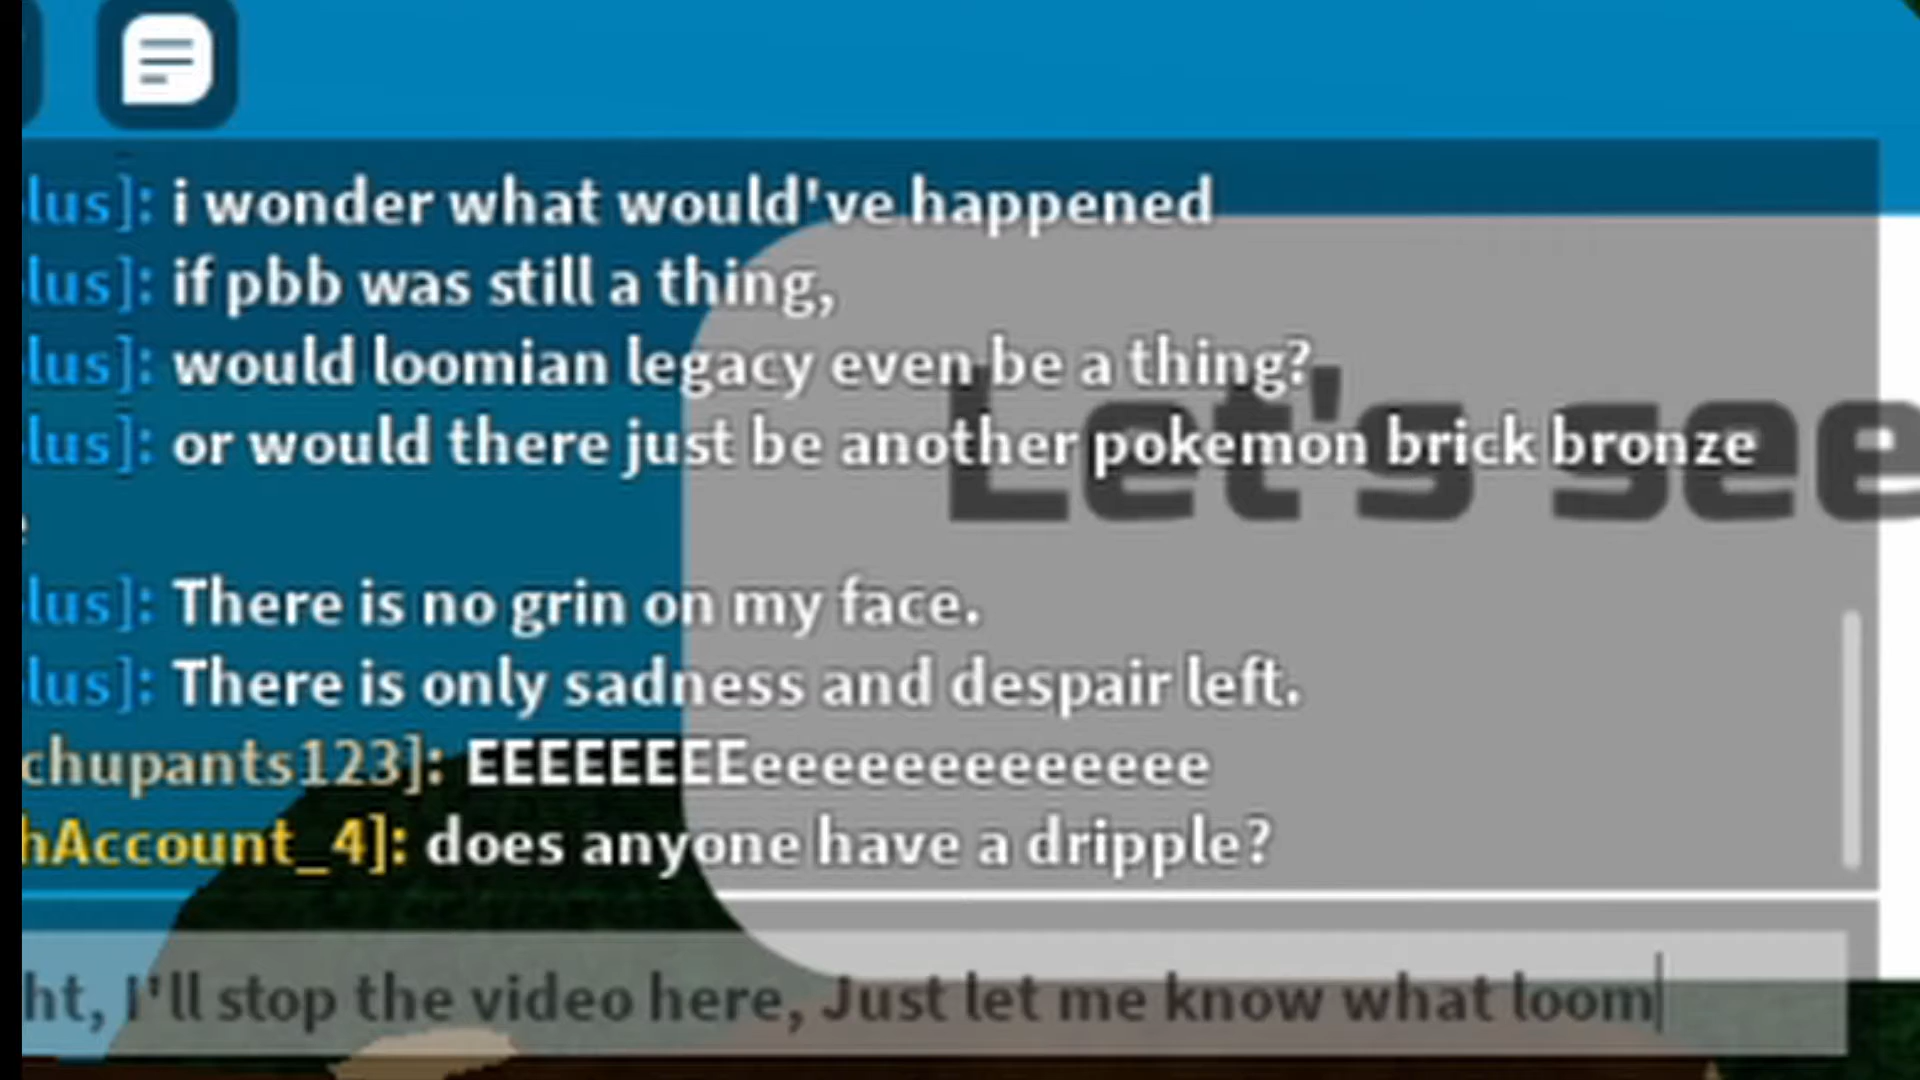 lus]: i wonder what would've happened
lus]: if pbb was still a thing,
lus]: would loomian legacy even be a thing?
lus]: or would there just be another pokemon brick bronze
e
Let's see
lus]: There is no grin on my face.
lus]: There is only sadness and despair left.
chupants123]: EEEEEEEEeeeeeeeeeeeeeeee
hAccount_4]: does anyone have a dripple?
ht, I'll stop the video here, Just let me know what loom